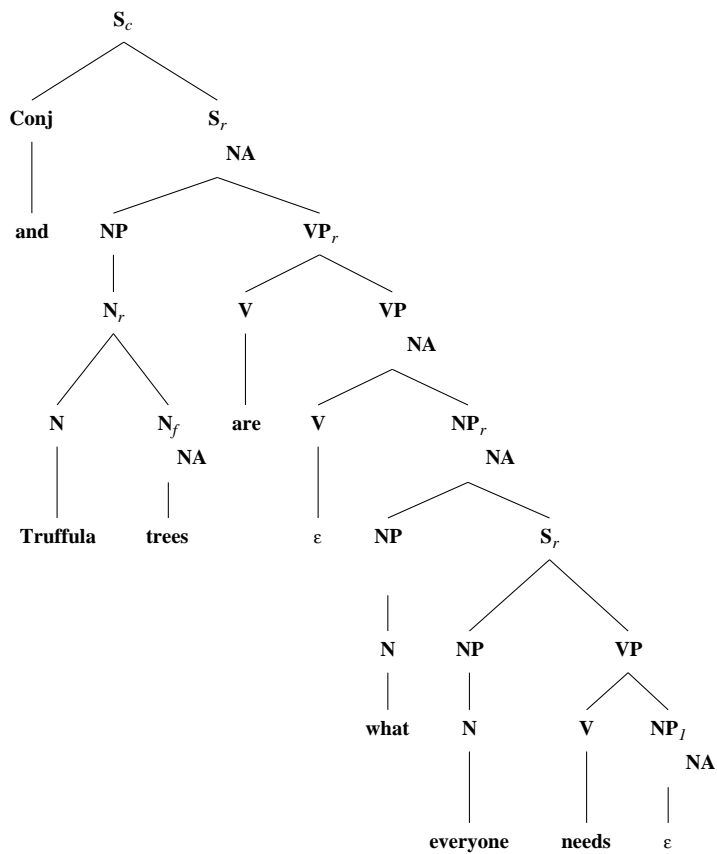 S_c
Conj S_r
NA
and NP VP_r
N_r V VP
NA
N N_f are V NP_r
NA NA
Truffula trees ε NP S_r
N NP VP
what N V NP_1
NA
everyone needs ε